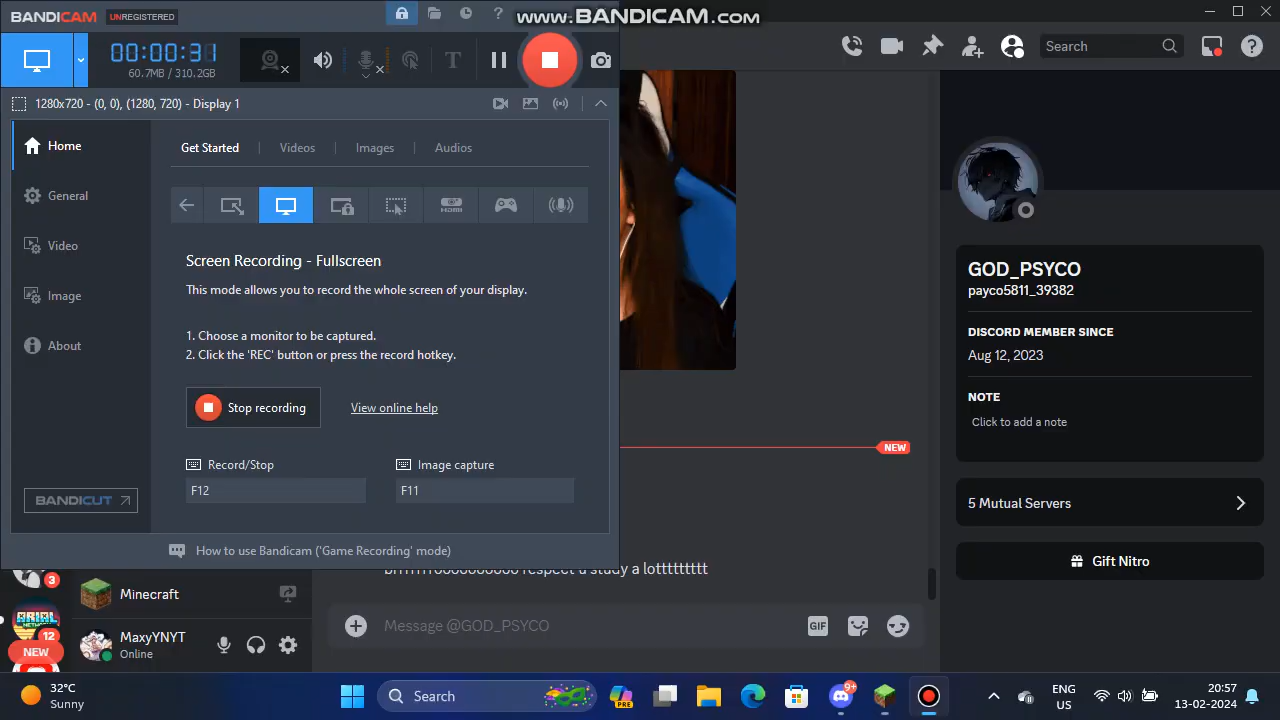 BANDICAM UNREGISTERED
www.BANDICAM.com
00:00:31
60.7MB / 310.2GB
T
Search
1280x720 - (0, 0), (1280, 720) - Display 1
Home
General
Video
Image
About
BANDICUT
Get Started
Videos
Images
Audios
HDMI
Screen Recording - Fullscreen
This mode allows you to record the whole screen of your display.
1. Choose a monitor to be captured.
2. Click the 'REC' button or press the record hotkey.
Stop recording
View online help
Record/Stop
Image capture
F12
F11
How to use Bandicam ('Game Recording' mode)
GOD_PSYCO
payco5811_39382
DISCORD MEMBER SINCE
Aug 12, 2023
NOTE
Click to add a note
5 Mutual Servers
Gift Nitro
NEW
respect u study a lottttttttt
Message @GOD_PSYCO
GIF
3
12
NEW
Minecraft
MaxyYNYT
Online
32°C
Sunny
Search
PRE
9+
ENG
US
20:57
13-02-2024